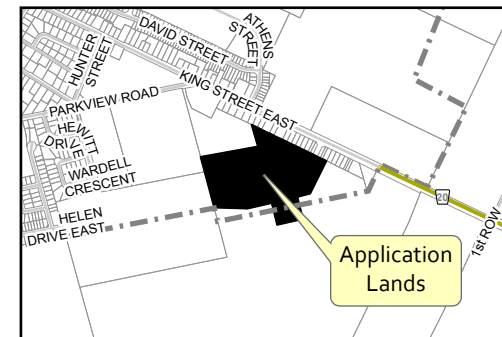 DAVID STREET
ATHENS
STREET
HUNTER
STREET
KING STREET EAST
PARKVIEW ROAD
HEWITT
DRIVE
WARDELL
CRESCENT
HELEN
DRIVE EAST
20
1st ROW
Application
Lands